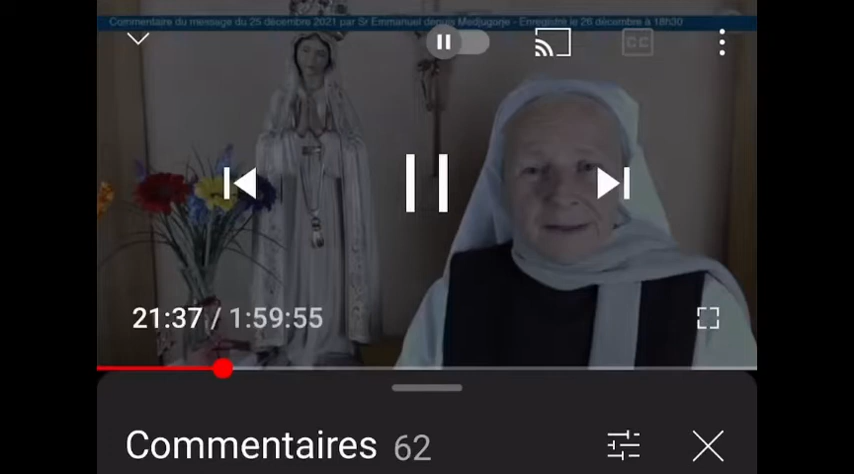 Commentaire du message du 25 décembre 2021 par Sr Emmanuel depuis Medjugorje - Enregistré le 26 décembre à 18h30
CC
21:37 / 1:59:55
Commentaires 62